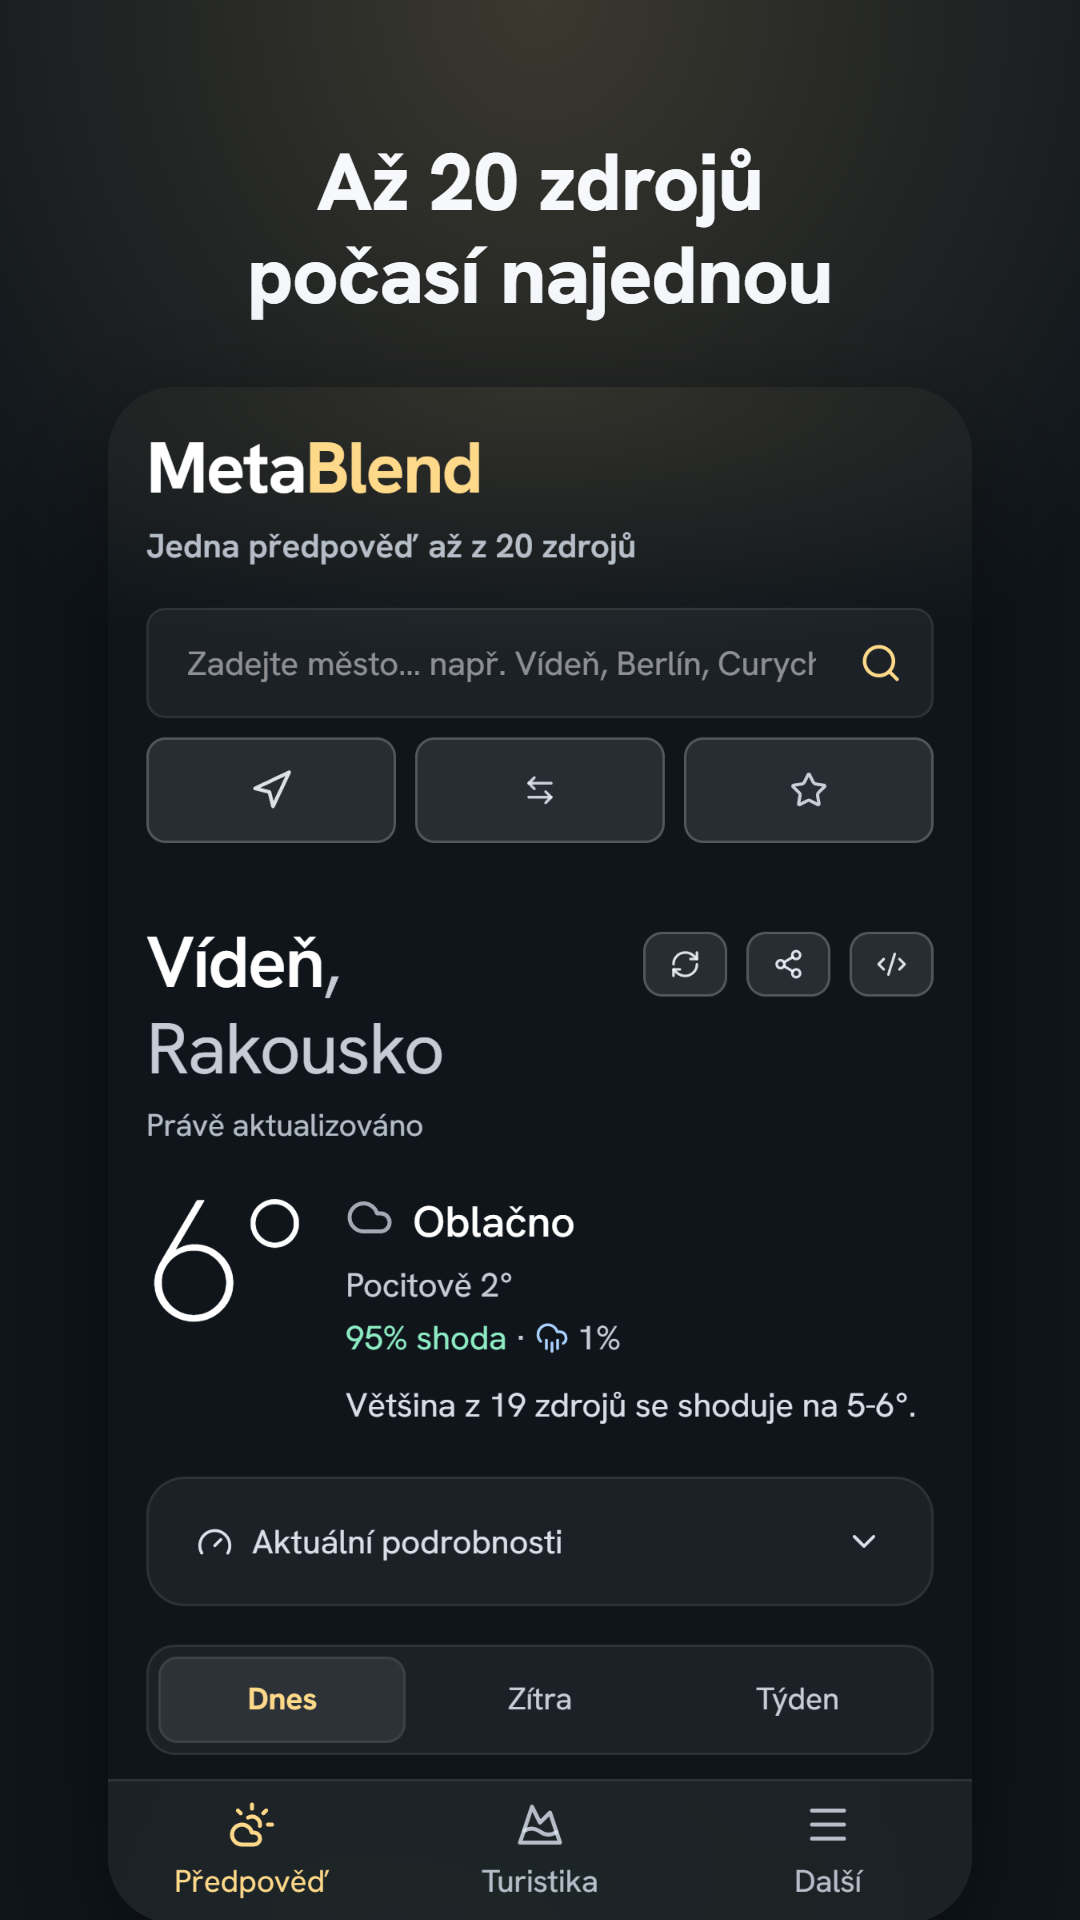 Až 20 zdrojů
počasí najednou
MetaBlend
Jedna předpověď až z 20 zdrojů
Zadejte město... např. Vídeň, Berlín, Curych
Vídeň,
Rakousko
Právě aktualizováno
6°
Oblačno
Pocitově 2°
95% shoda · 1%
Většina z 19 zdrojů se shoduje na 5-6°.
Aktuální podrobnosti
Dnes Zítra Týden
Předpověď Turistika Další